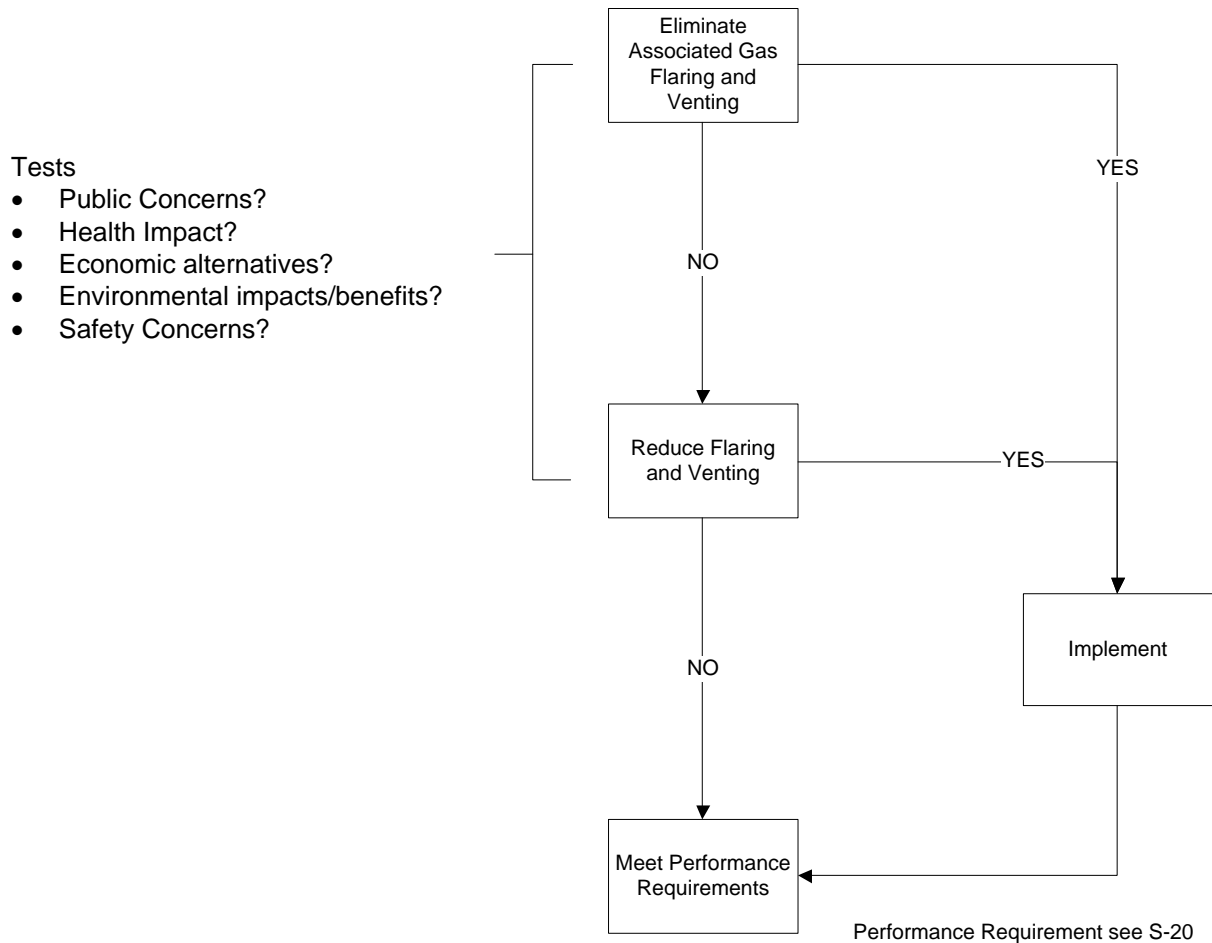 Eliminate
Associated Gas
Flaring and
Venting
YES
Tests
• Public Concerns?
• Health Impact?
• Economic alternatives?
• Environmental impacts/benefits?
• Safety Concerns?
NO
Reduce Flaring
and Venting
YES
Implement
NO
Meet Performance
Requirements
Performance Requirement see S-20